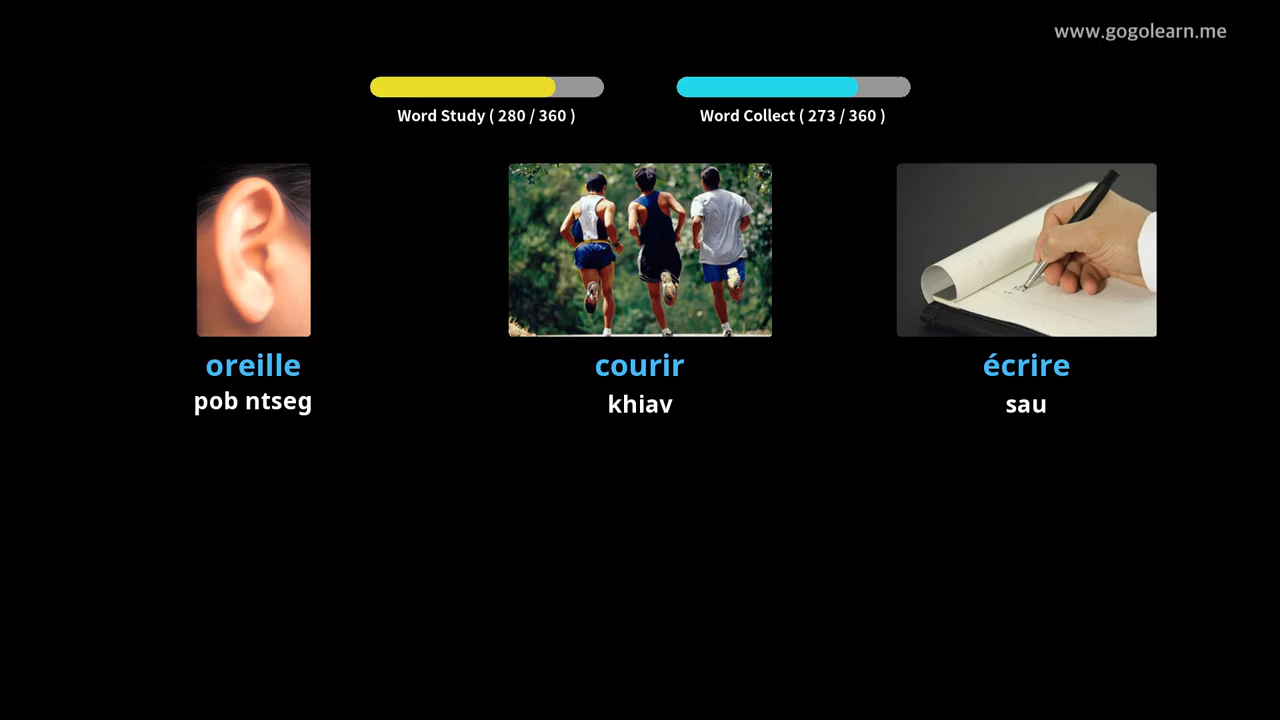 www.gogolearn.me
Word Study ( 280 / 360 )
Word Collect ( 273 / 360 )
oreille
pob ntseg
courir
khiav
écrire
sau